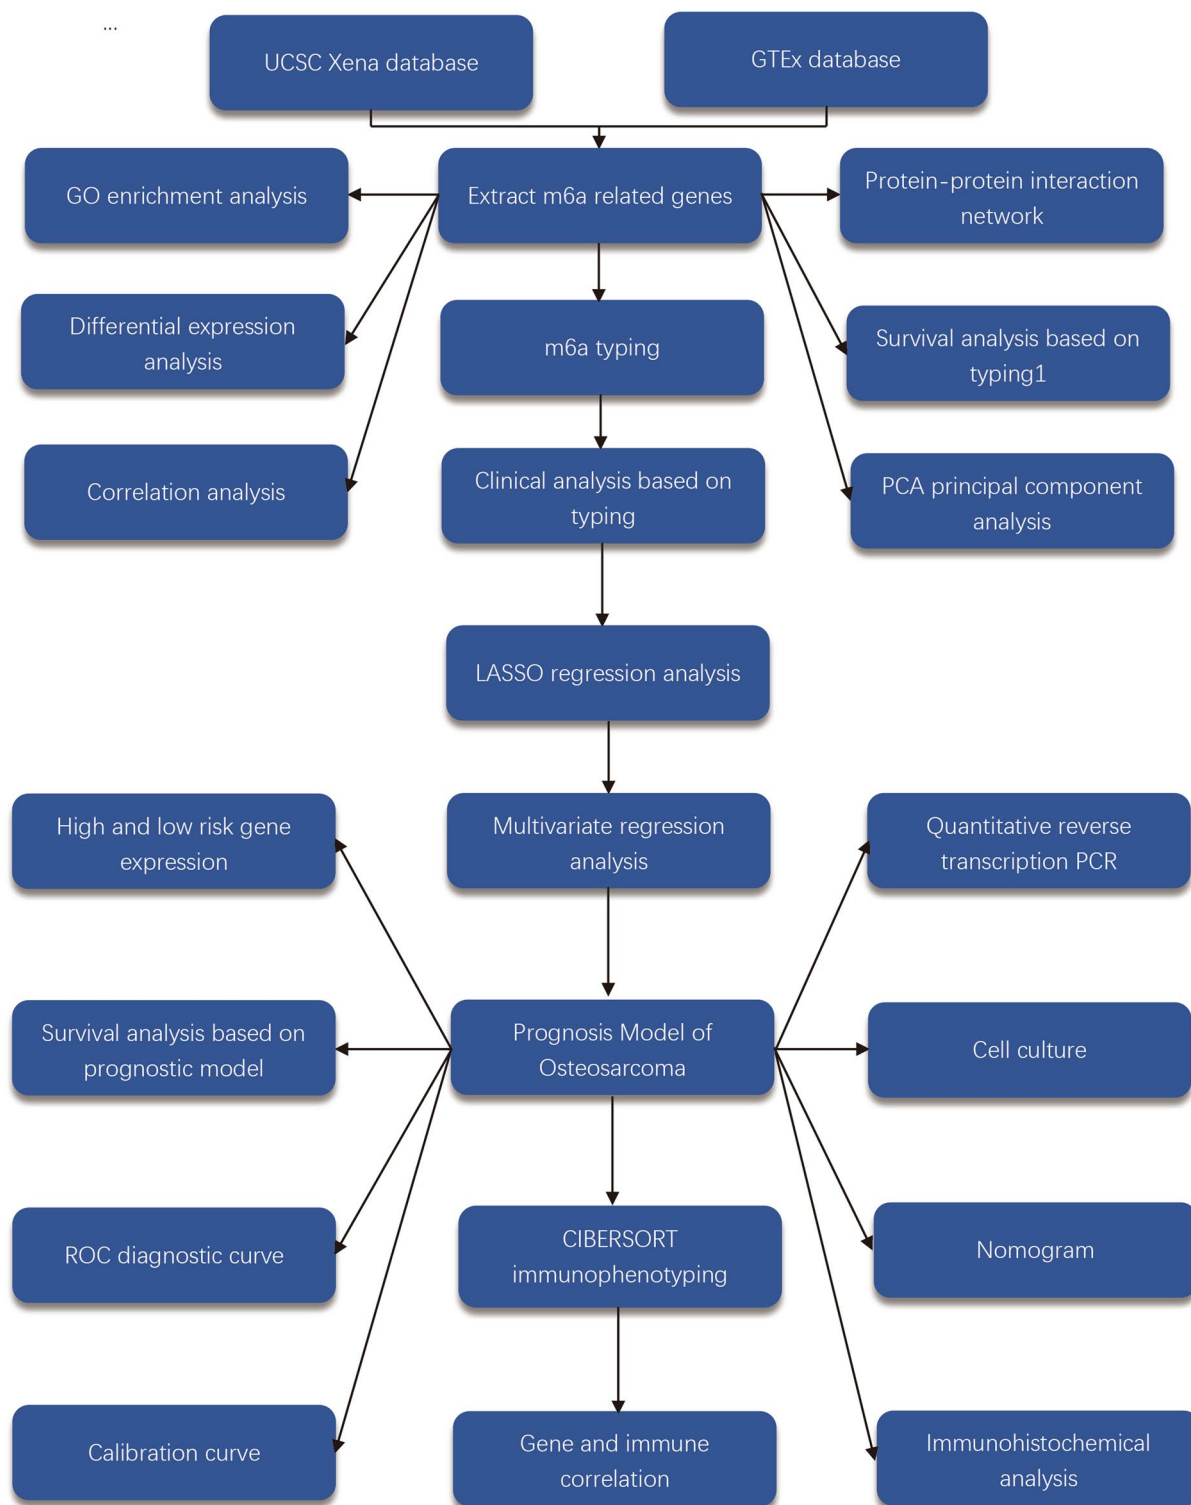 ...
UCSC Xena database
GTEx database
GO enrichment analysis
Extract m6a related genes
Protein-protein interaction
network
Differential expression
analysis
m6a typing
Survival analysis based on
typing1
Correlation analysis
Clinical analysis based on
typing
PCA principal component
analysis
LASSO regression analysis
High and low risk gene
expression
Multivariate regression
analysis
Quantitative reverse
transcription PCR
Survival analysis based on
prognostic model
Prognosis Model of
Osteosarcoma
Cell culture
ROC diagnostic curve
CIBERSORT
immunophenotyping
Nomogram
Calibration curve
Gene and immune
correlation
Immunohistochemical
analysis